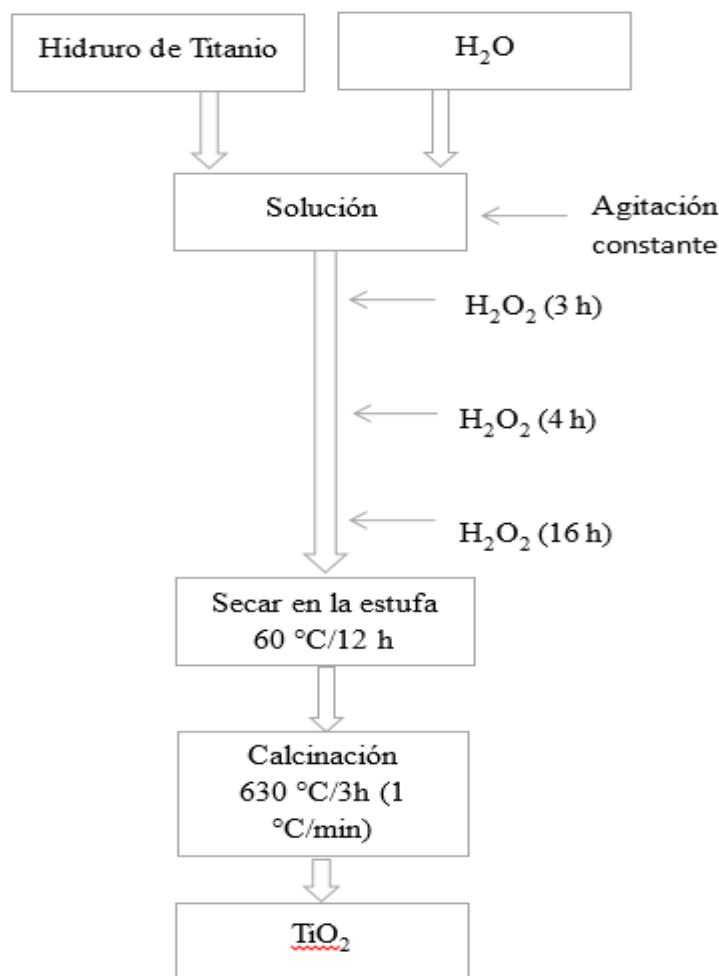 Hidruro de Titanio
H₂O
Solución
Agitación
constante
H₂O₂ (3 h)
H₂O₂ (4 h)
H₂O₂ (16 h)
Secar en la estufa
60 °C/12 h
Calcinación
630 °C/3h (1
°C/min)
TiO₂